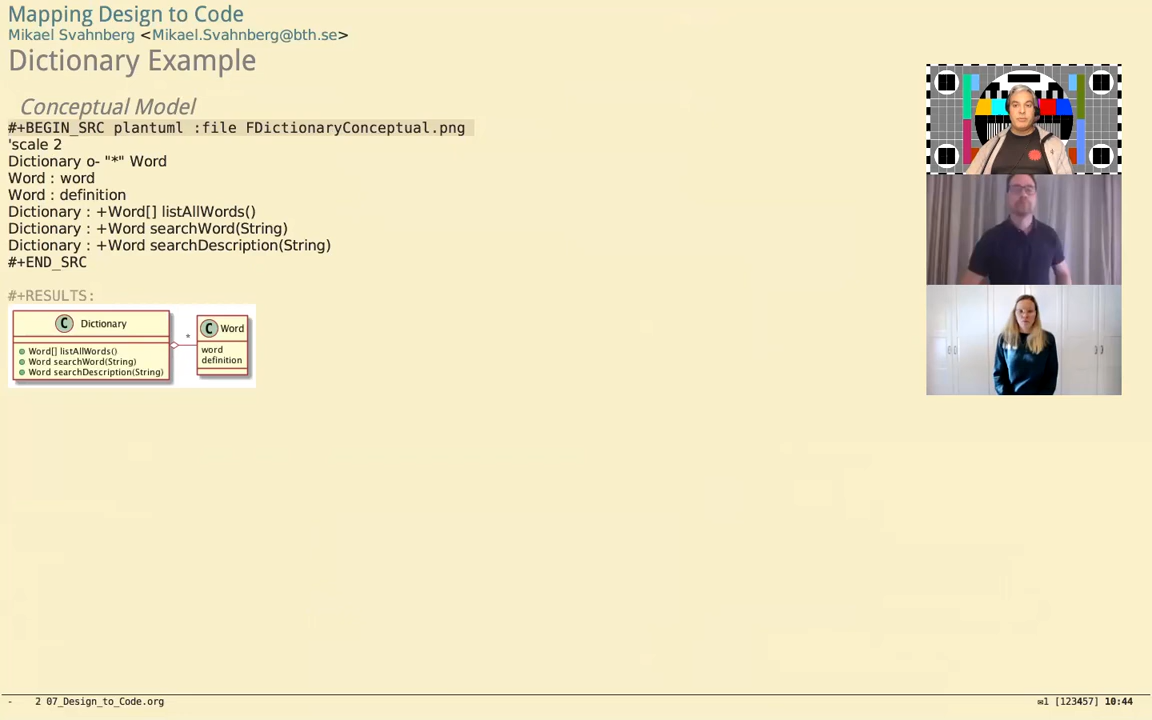 Mapping Design to Code
Mikael Svahnberg <Mikael.Svahnberg@bth.se>
Dictionary Example
Conceptual Model
#+BEGIN_SRC plantuml :file FDictionaryConceptual.png
'scale 2
Dictionary o- "*" Word
Word : word
Word : definition
Dictionary : +Word[] listAllWords()
Dictionary : +Word searchWord(String)
Dictionary : +Word searchDescription(String)
#+END_SRC
#+RESULTS:
C Dictionary
Word[] listAllWords()
Word searchWord(String)
Word searchDescription(String)
*
C Word
word
definition
- 2 07_Design_to_Code.org
✉1 [123457] 10:44